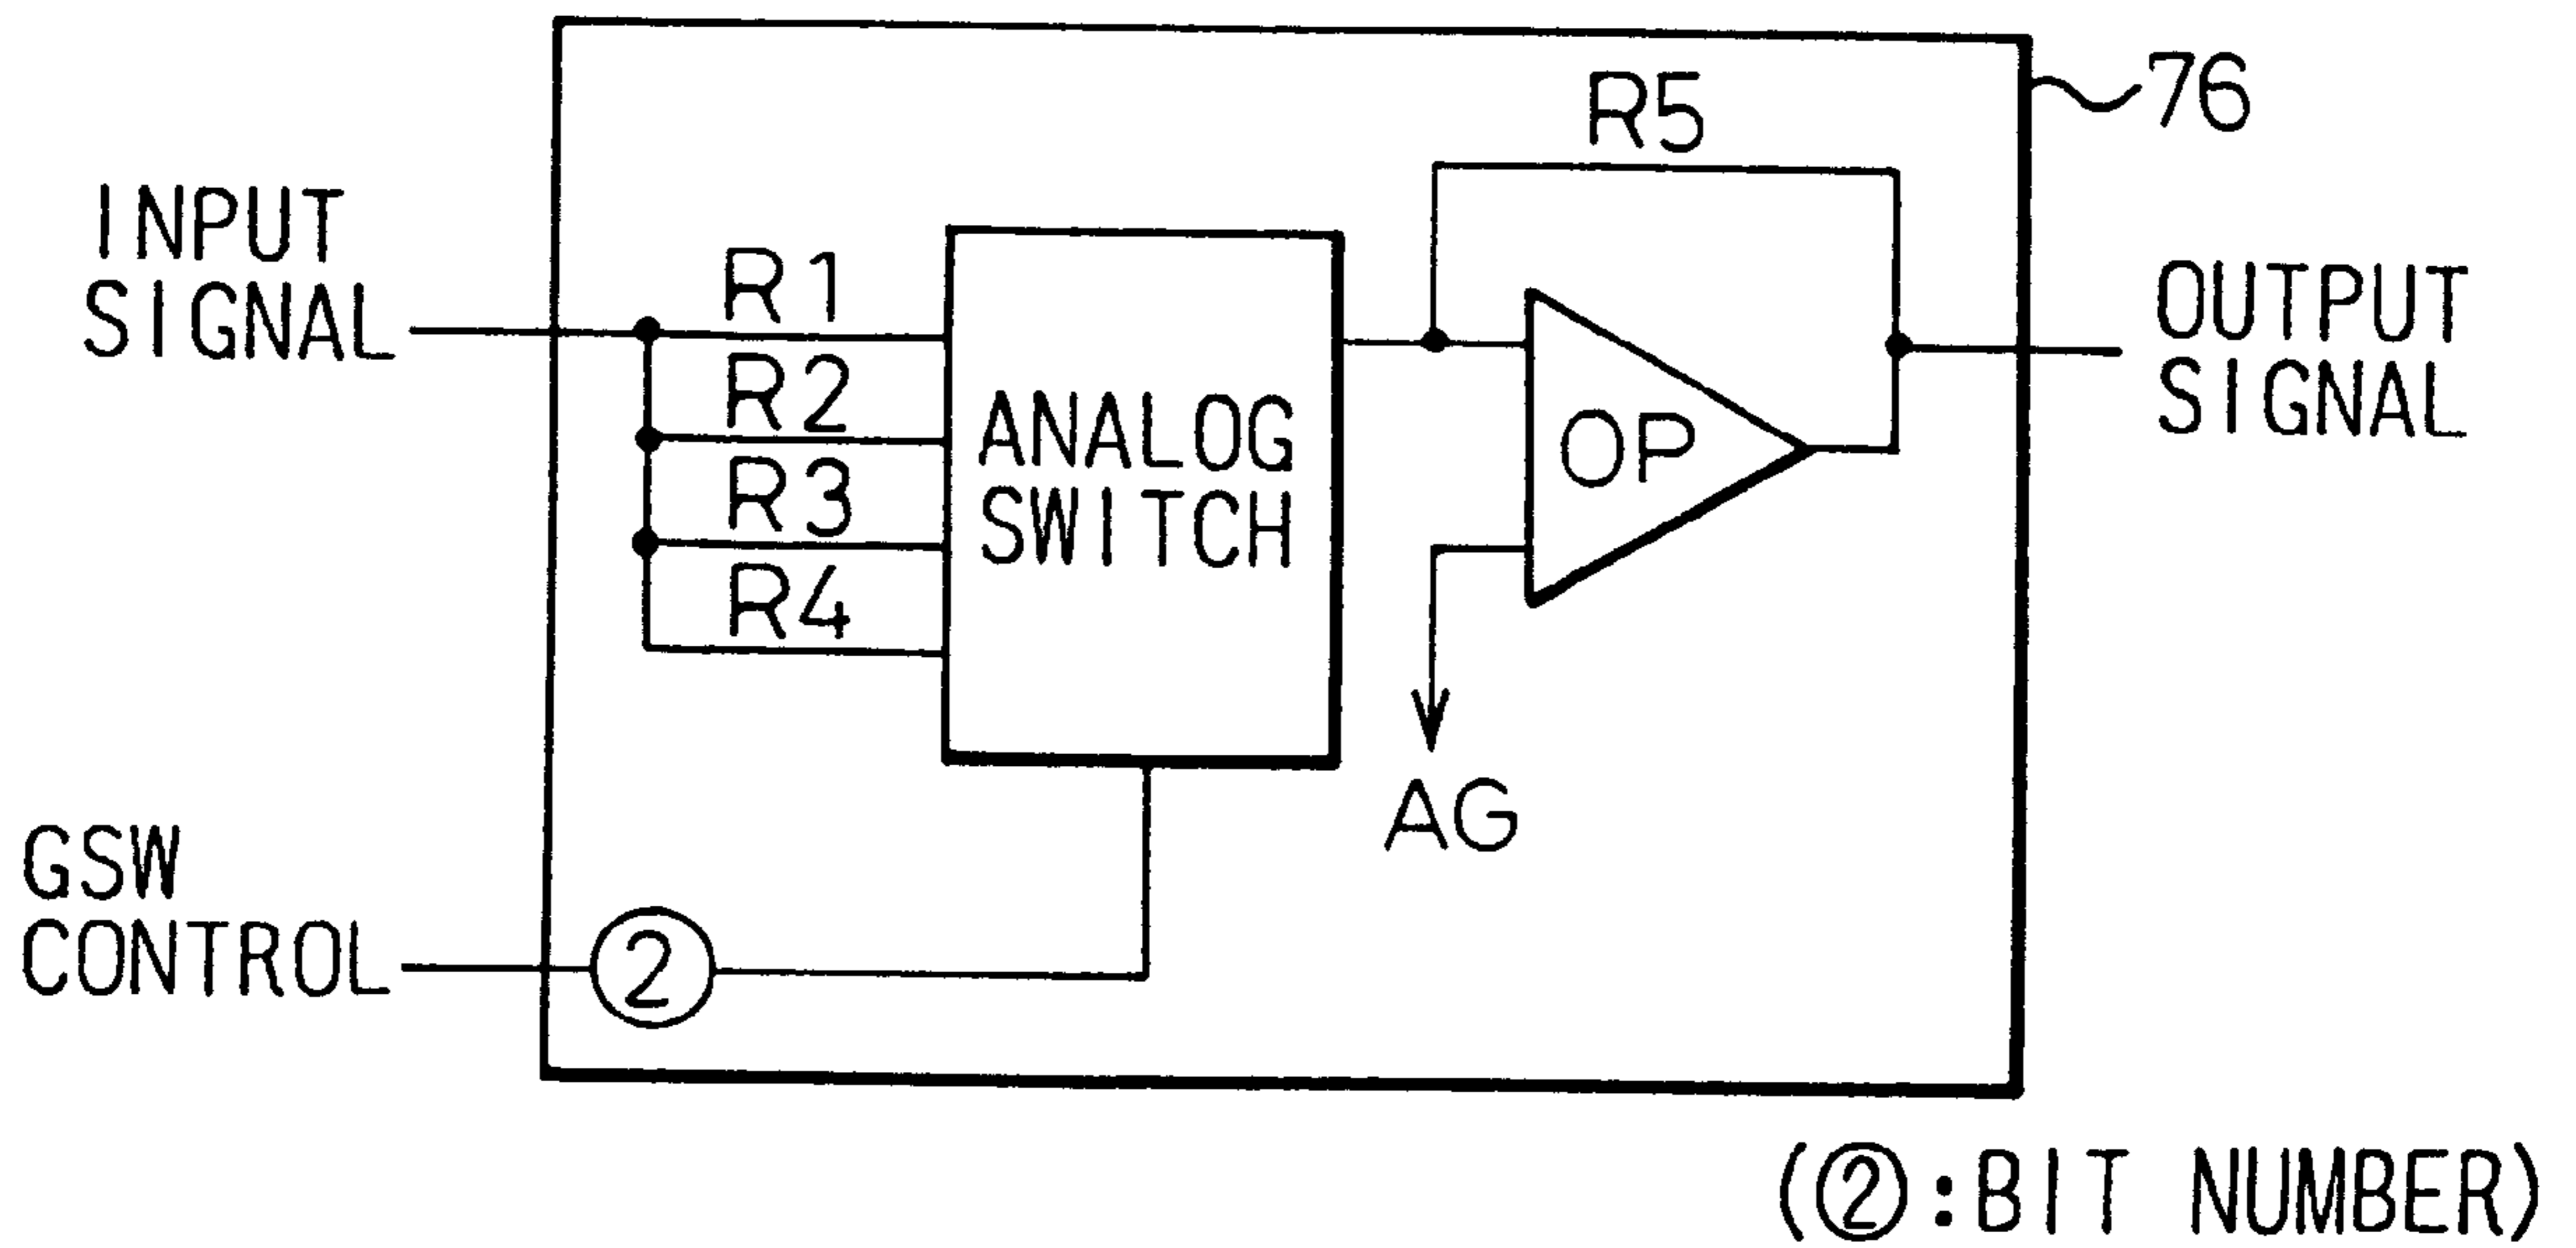 76
R5
INPUT
SIGNAL
R1
R2
R3
R4
ANALOG
SWITCH
OP
OUTPUT
SIGNAL
AG
GSW
CONTROL
②
(②:BIT NUMBER)